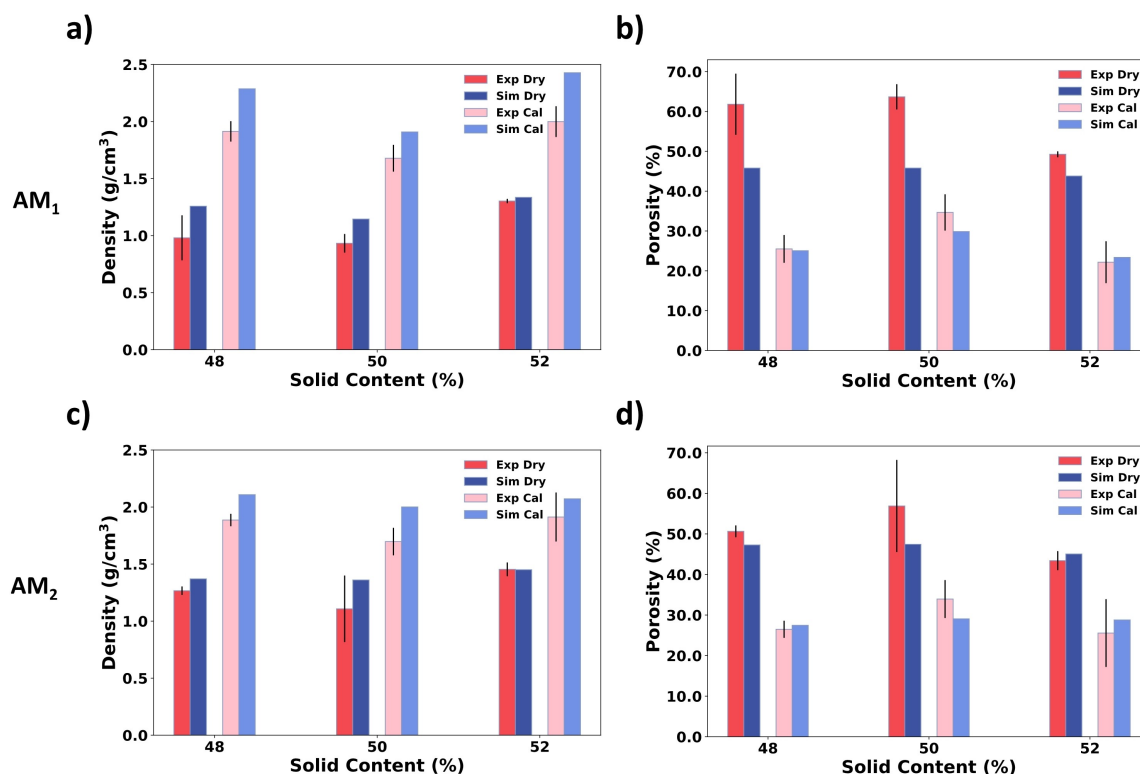 a)
2.5
2.0
1.5
1.0
0.5
0.0
Density (g/cm³)
Exp Dry
Sim Dry
Exp Cal
Sim Cal
48
50
52
Solid Content (%)
b)
70.0
60.0
50.0
40.0
30.0
20.0
10.0
0.0
Porosity (%)
Exp Dry
Sim Dry
Exp Cal
Sim Cal
48
50
52
Solid Content (%)
AM₁
c)
2.5
2.0
1.5
1.0
0.5
0.0
Density (g/cm³)
Exp Dry
Sim Dry
Exp Cal
Sim Cal
48
50
52
Solid Content (%)
d)
70.0
60.0
50.0
40.0
30.0
20.0
10.0
0.0
Porosity (%)
Exp Dry
Sim Dry
Exp Cal
Sim Cal
48
50
52
Solid Content (%)
AM₂